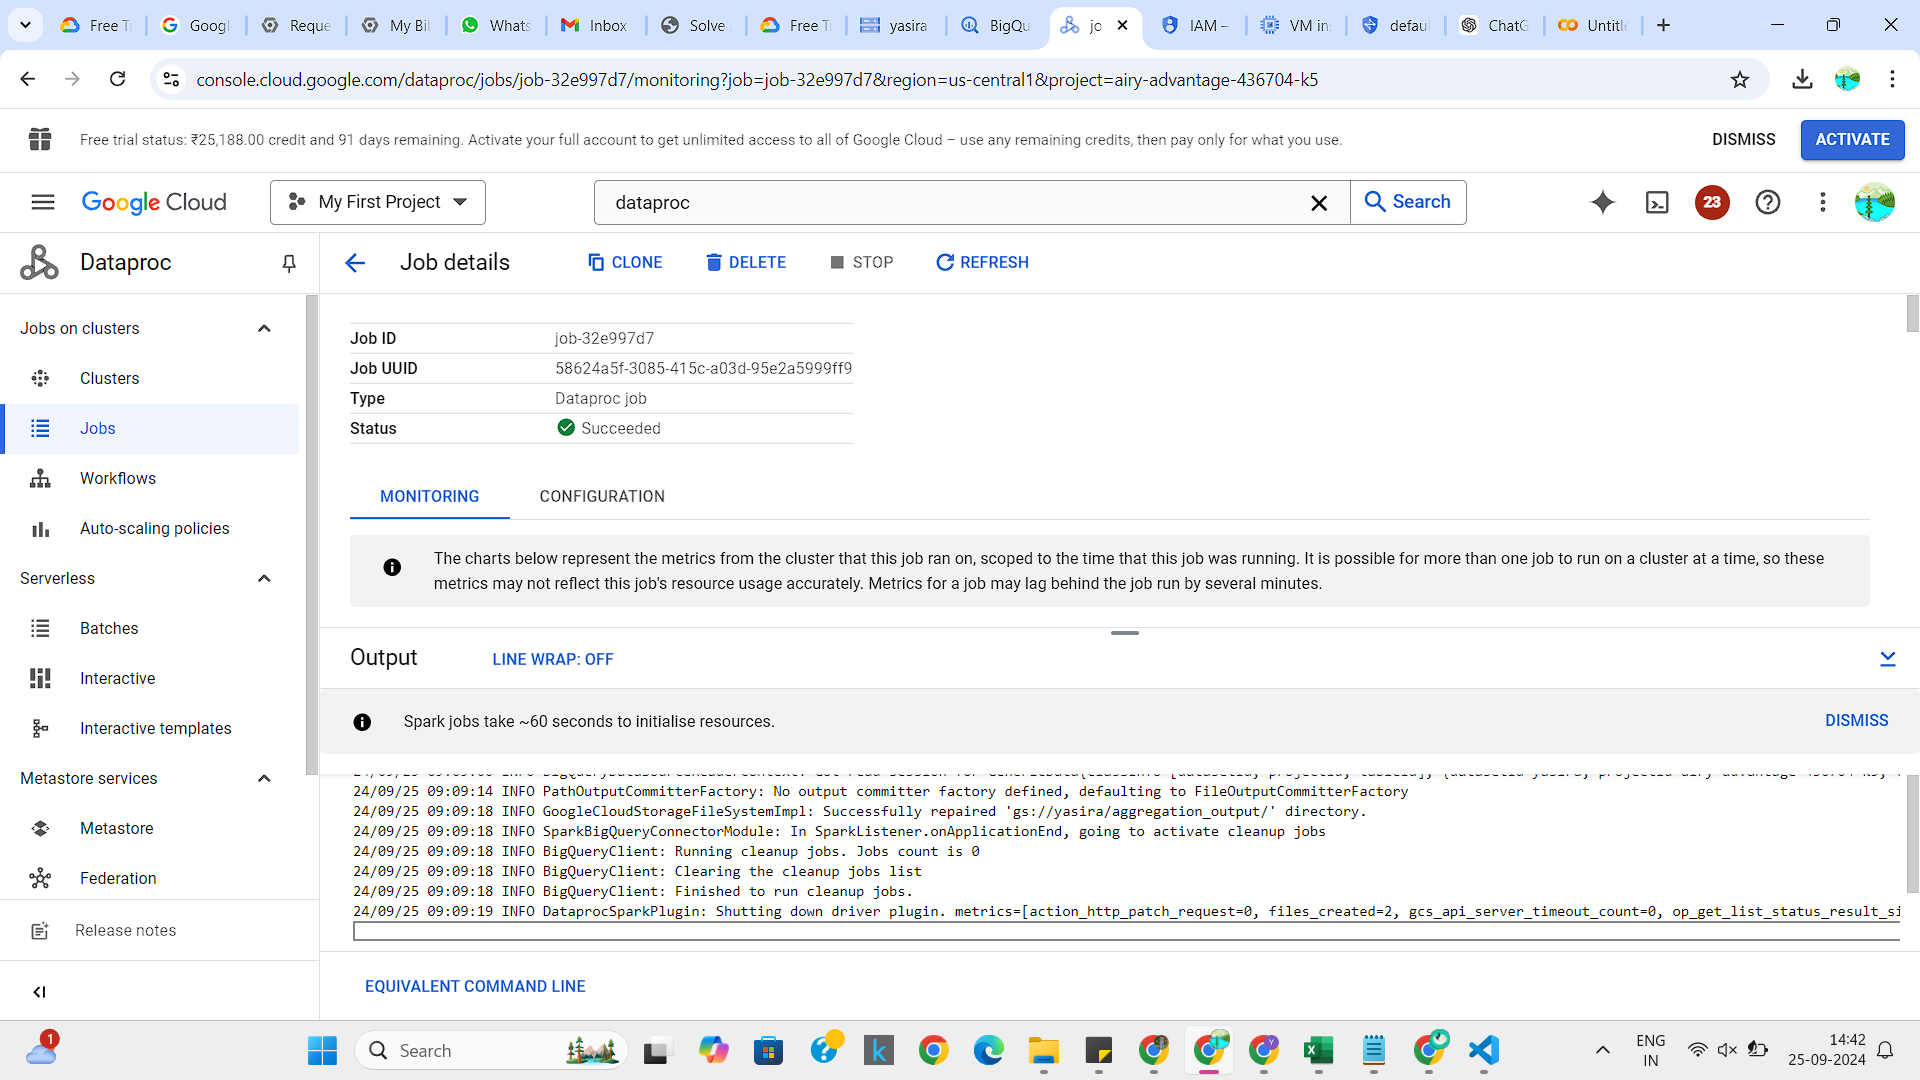 Free T
Googl
Reque
My Bil
Whats
Inbox
Solve
Free T
yasira
BigQu
jo
IAM –
VM in
defau
ChatG
Untitl
console.cloud.google.com/dataproc/jobs/job-32e997d7/monitoring?job=job-32e997d7&region=us-central1&project=airy-advantage-436704-k5
Free trial status: ₹25,188.00 credit and 91 days remaining. Activate your full account to get unlimited access to all of Google Cloud – use any remaining credits, then pay only for what you use.
DISMISS
ACTIVATE
Google Cloud
My First Project
dataproc
Search
23
Dataproc
Job details
CLONE
DELETE
STOP
REFRESH
Jobs on clusters
Clusters
Jobs
Workflows
Auto-scaling policies
Serverless
Batches
Interactive
Interactive templates
Metastore services
Metastore
Federation
Release notes
Job ID job-32e997d7
Job UUID 58624a5f-3085-415c-a03d-95e2a5999ff9
Type Dataproc job
Status Succeeded
MONITORING
CONFIGURATION
The charts below represent the metrics from the cluster that this job ran on, scoped to the time that this job was running. It is possible for more than one job to run on a cluster at a time, so these
metrics may not reflect this job's resource usage accurately. Metrics for a job may lag behind the job run by several minutes.
Output
LINE WRAP: OFF
Spark jobs take ~60 seconds to initialise resources.
DISMISS
24/09/25 09:09:14 INFO PathOutputCommitterFactory: No output committer factory defined, defaulting to FileOutputCommitterFactory
24/09/25 09:09:18 INFO GoogleCloudStorageFileSystemImpl: Successfully repaired 'gs://yasira/aggregation_output/' directory.
24/09/25 09:09:18 INFO SparkBigQueryConnectorModule: In SparkListener.onApplicationEnd, going to activate cleanup jobs
24/09/25 09:09:18 INFO BigQueryClient: Running cleanup jobs. Jobs count is 0
24/09/25 09:09:18 INFO BigQueryClient: Clearing the cleanup jobs list
24/09/25 09:09:18 INFO BigQueryClient: Finished to run cleanup jobs.
24/09/25 09:09:19 INFO DataprocSparkPlugin: Shutting down driver plugin. metrics=[action_http_patch_request=0, files_created=2, gcs_api_server_timeout_count=0, op_get_list_status_result_si
EQUIVALENT COMMAND LINE
1
Search
ENG
IN
14:42
25-09-2024